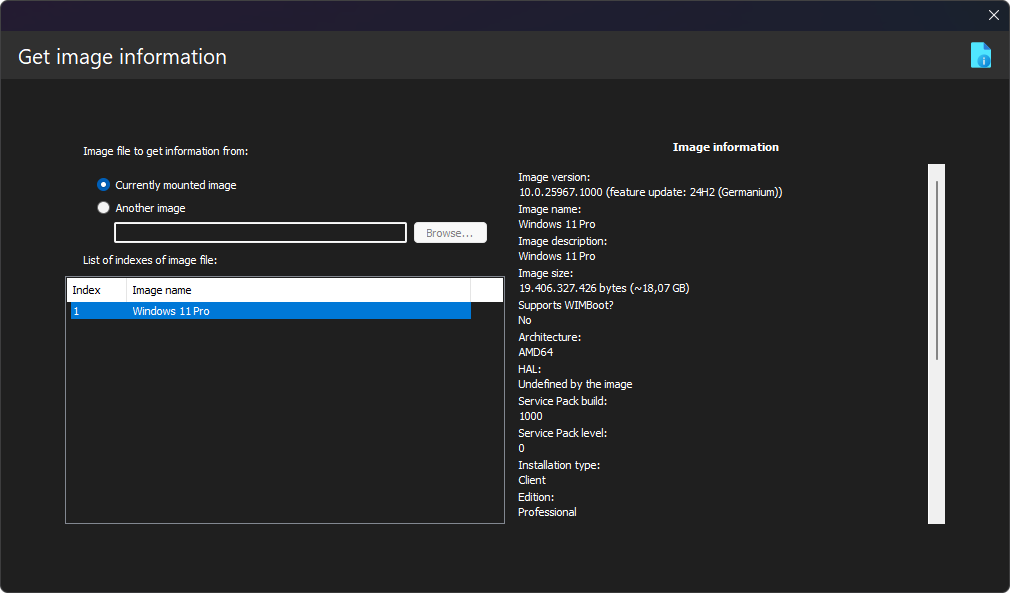 Get image information
Image file to get information from:
Currently mounted image
Another image
Browse...
List of indexes of image file:
Index Image name
1 Windows 11 Pro
Image information
Image version:
10.0.25967.1000 (feature update: 24H2 (Germanium))
Image name:
Windows 11 Pro
Image description:
Windows 11 Pro
Image size:
19.406.327.426 bytes (~18,07 GB)
Supports WIMBoot?
No
Architecture:
AMD64
HAL:
Undefined by the image
Service Pack build:
1000
Service Pack level:
0
Installation type:
Client
Edition:
Professional